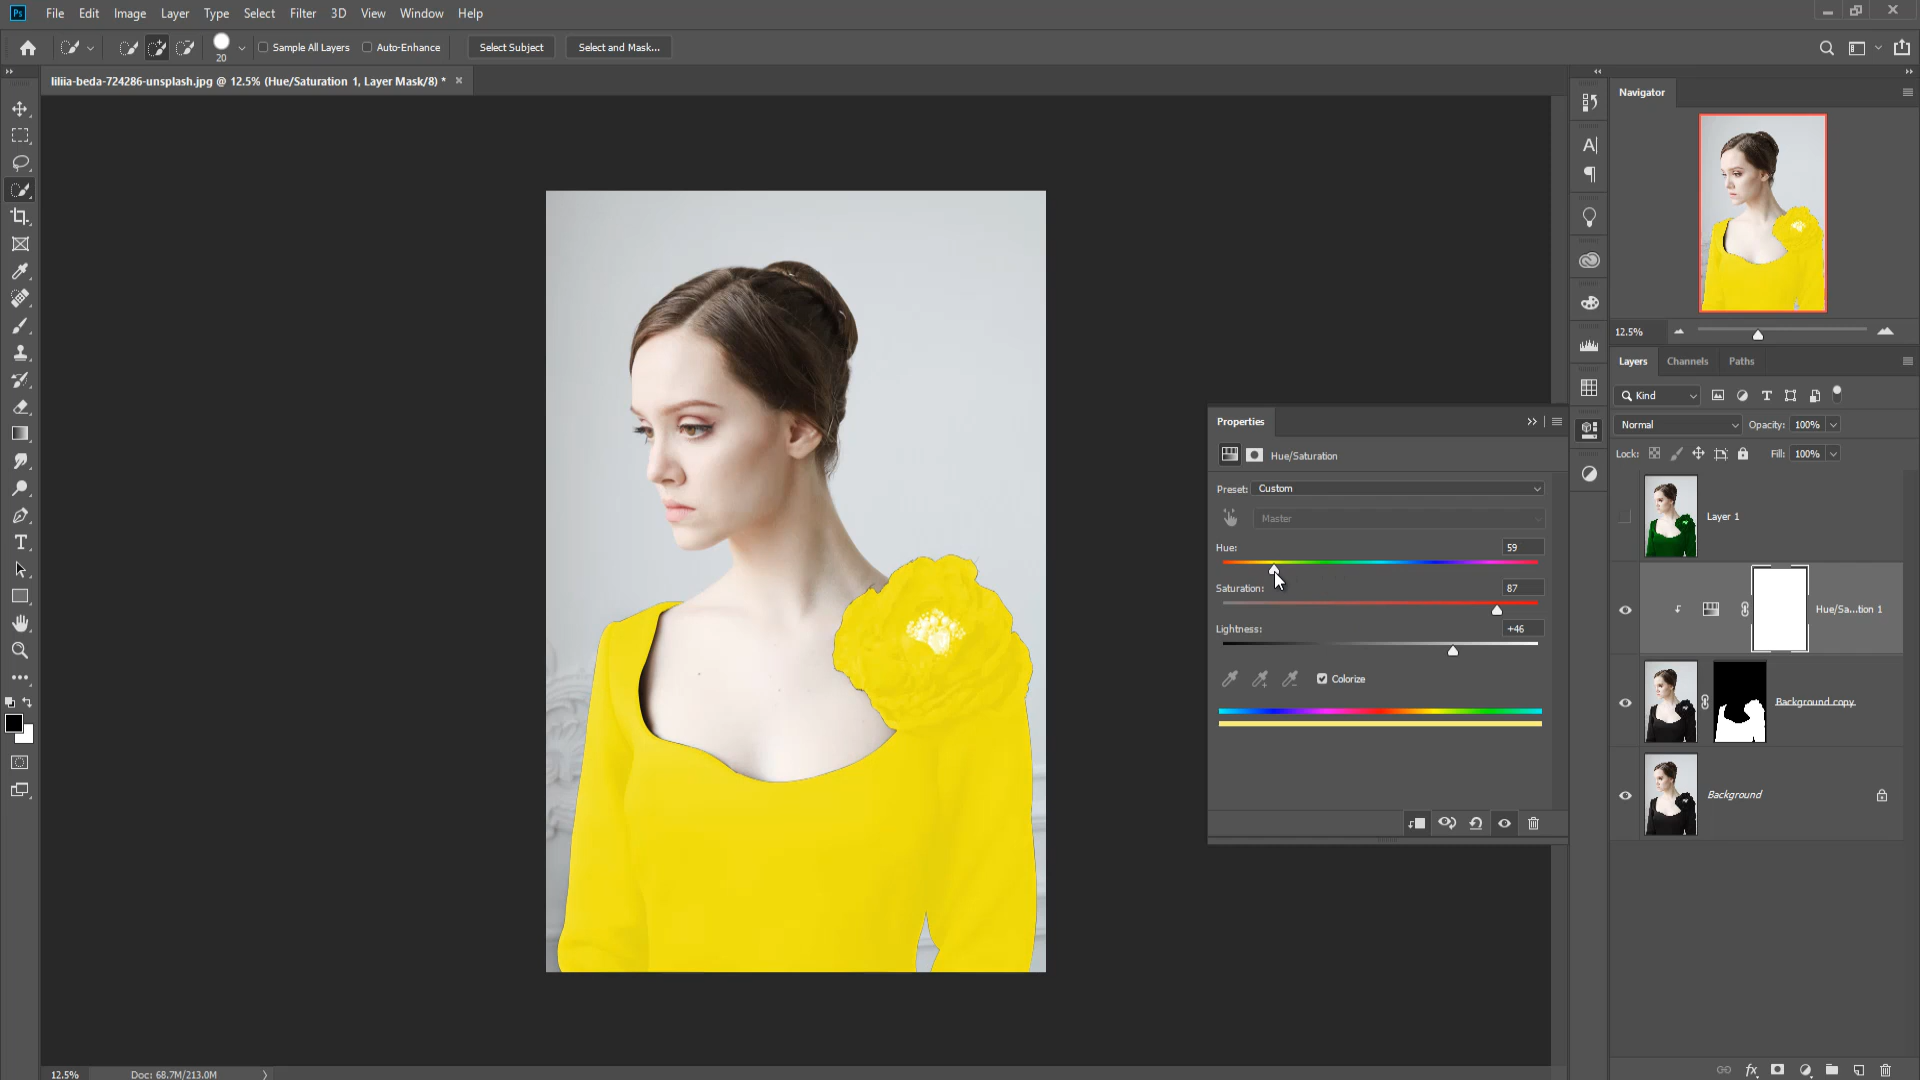 Ps File Edit Image Layer Type Select Filter 3D View Window Help
20 Sample All Layers Auto-Enhance Select Subject Select and Mask...
liliia-beda-724286-unsplash.jpg @ 12.5% (Hue/Saturation 1, Layer Mask/8) *
Navigator
12.5%
Layers Channels Paths
Kind
Normal Opacity: 100%
Lock: Fill: 100%
Layer 1
Hue/Sa...tion 1
Background copy
Background
Properties
Hue/Saturation
Preset: Custom
Master
Hue: 59
Saturation: 87
Lightness: +46
Colorize
12.5% Doc: 68.7M/213.0M
fx